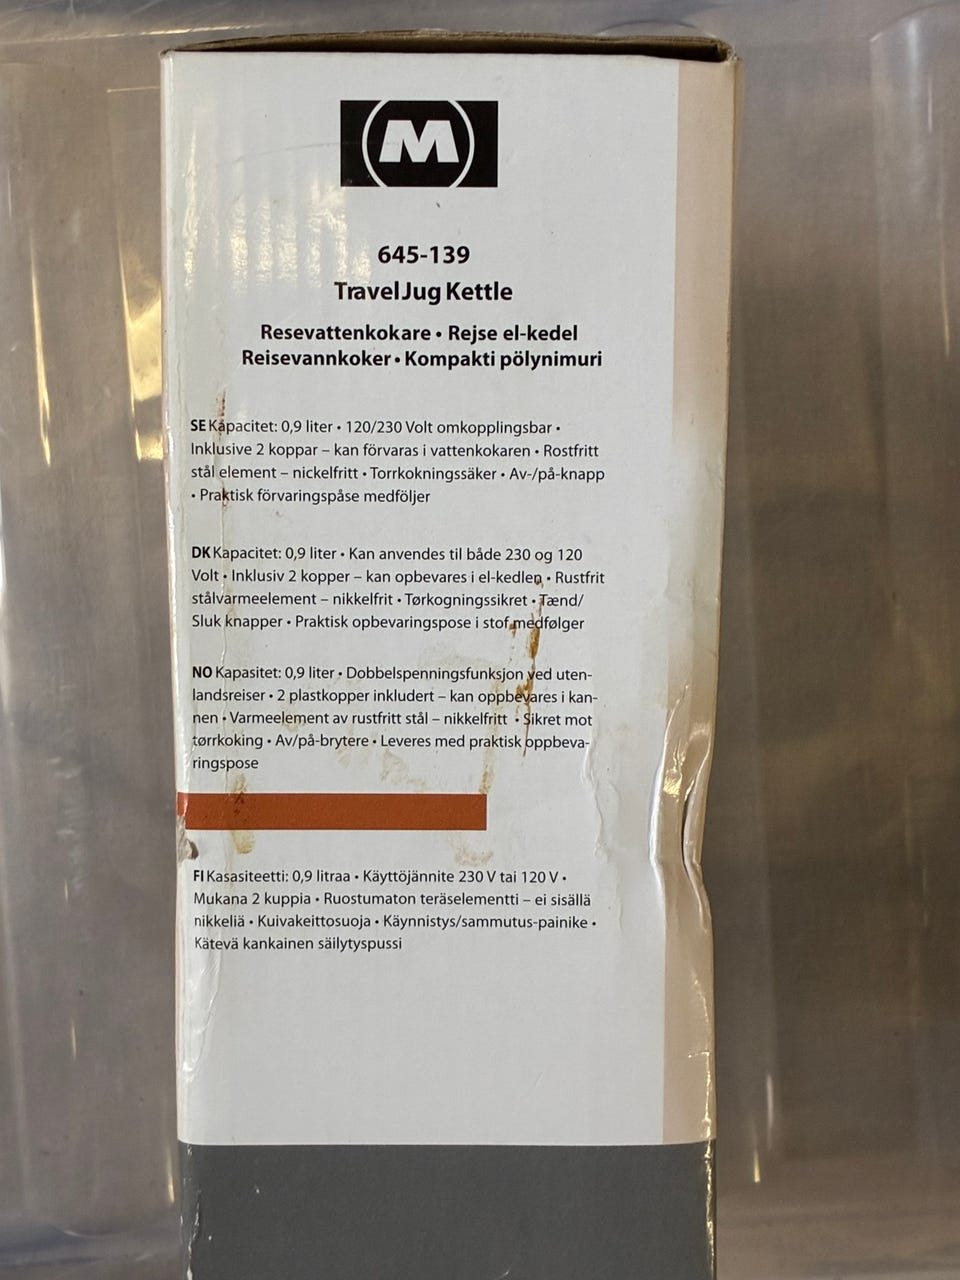 M
645-139
Travel Jug Kettle
Resevattenkokare • Rejse el-kedel
Reisevannkoker • Kompakti pölynimuri
SE Kapacitet: 0,9 liter • 120/230 Volt omkopplingsbar •
Inklusive 2 koppar – kan förvaras i vattenkokaren • Rostfritt
stål element – nickelfritt • Torrkokningssäker • Av-/på-knapp
• Praktisk förvaringspåse medföljer
DK Kapacitet: 0,9 liter • Kan anvendes til både 230 og 120
Volt • Inklusiv 2 kopper – kan opbevares i el-kedlen • Rustfrit
stålvarmeelement – nikkelfrit • Tørkogningssikret • Tænd/
Sluk knapper • Praktisk opbevaringspose i stof medfølger
NO Kapasitet: 0,9 liter • Dobbelspenningsfunksjon ved uten-
landsreiser • 2 plastkopper inkludert – kan oppbevares i kan-
nen • Varmeelement av rustfritt stål – nikkelfritt • Sikret mot
tørrkoking • Av/på-brytere • Leveres med praktisk oppbeva-
ringspose
FI Kasasiteetti: 0,9 litraa • Käyttöjännite 230 V tai 120 V •
Mukana 2 kuppia • Ruostumaton teräselementti – ei sisällä
nikkeliä • Kuivakeittosuoja • Käynnistys/sammutus-painike •
Kätevä kankainen säilytyspussi